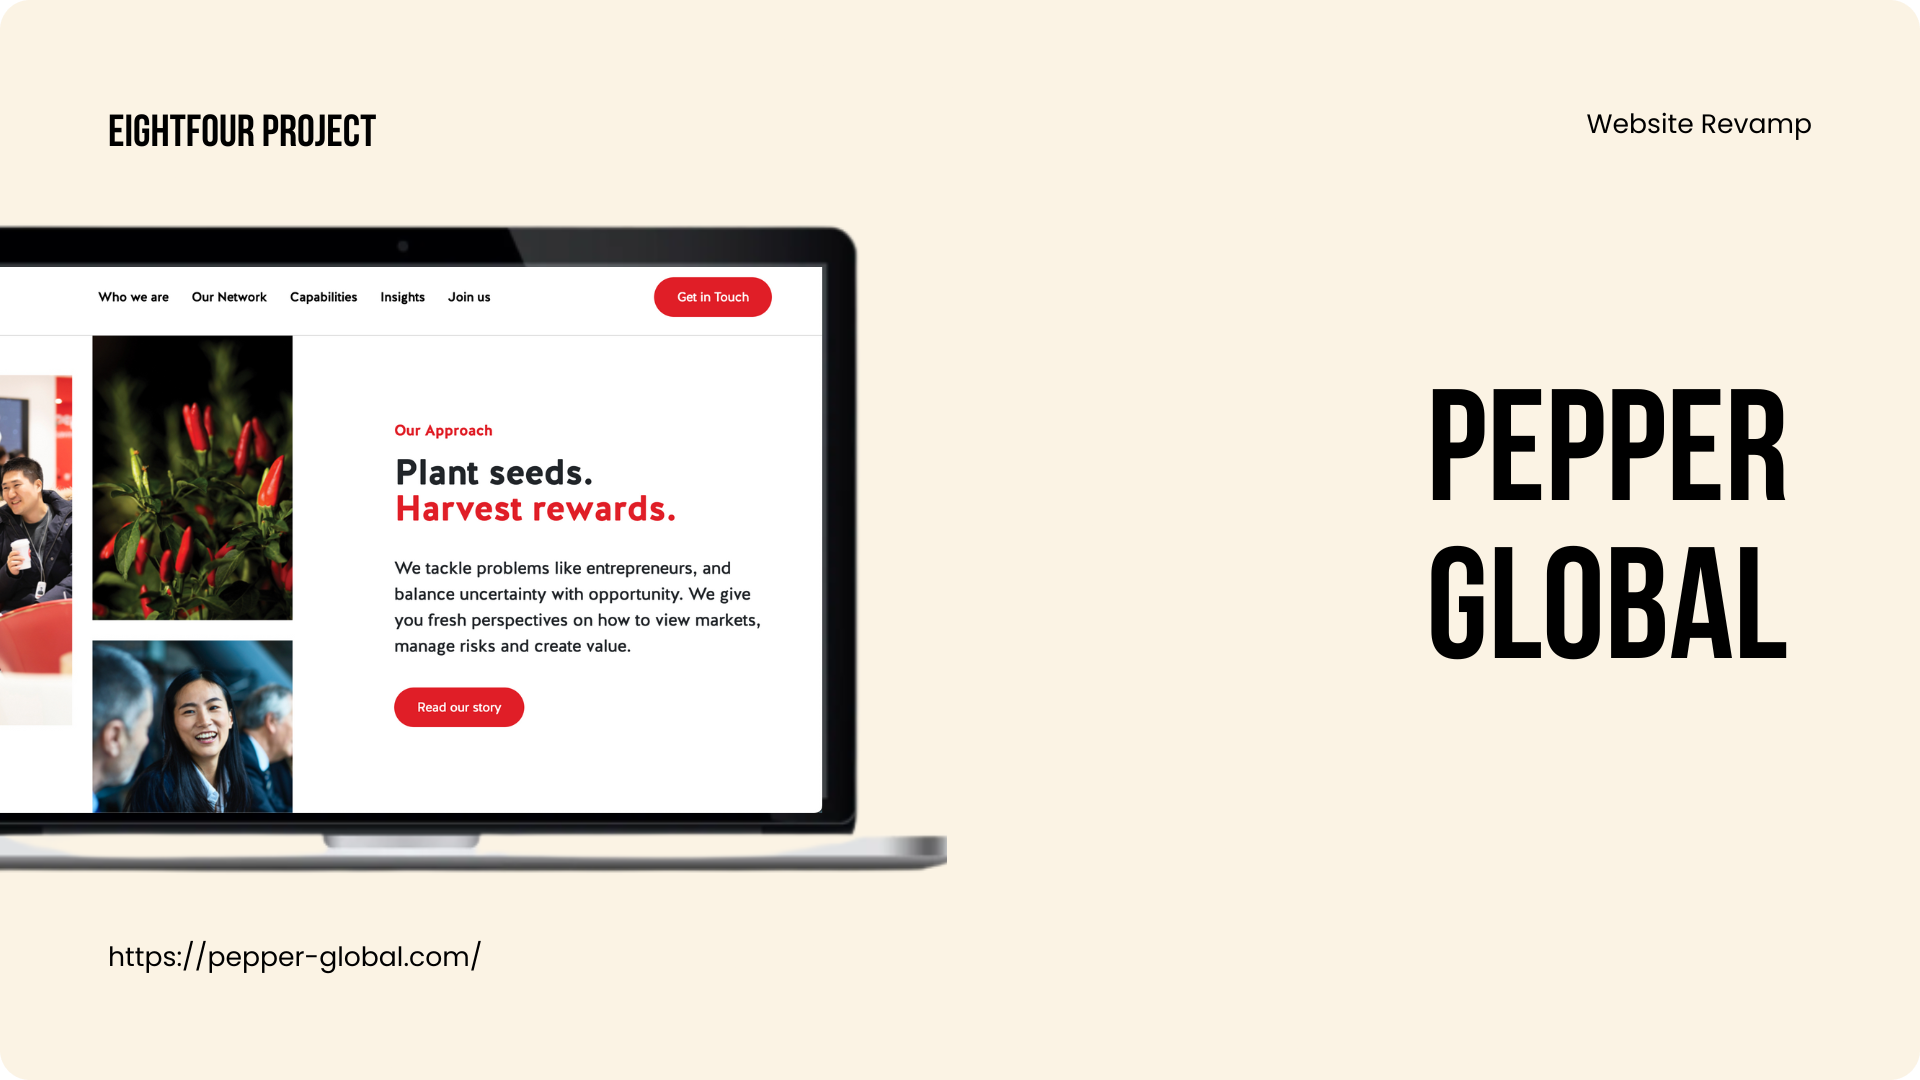 EIGHTFOUR PROJECT
Website Revamp
Who we are
Our Network
Capabilities
Insights
Join us
Get in Touch
Our Approach
Plant seeds.
Harvest rewards.
We tackle problems like entrepreneurs, and
balance uncertainty with opportunity. We give
you fresh perspectives on how to view markets,
manage risks and create value.
Read our story
PEPPER
GLOBAL
https://pepper-global.com/